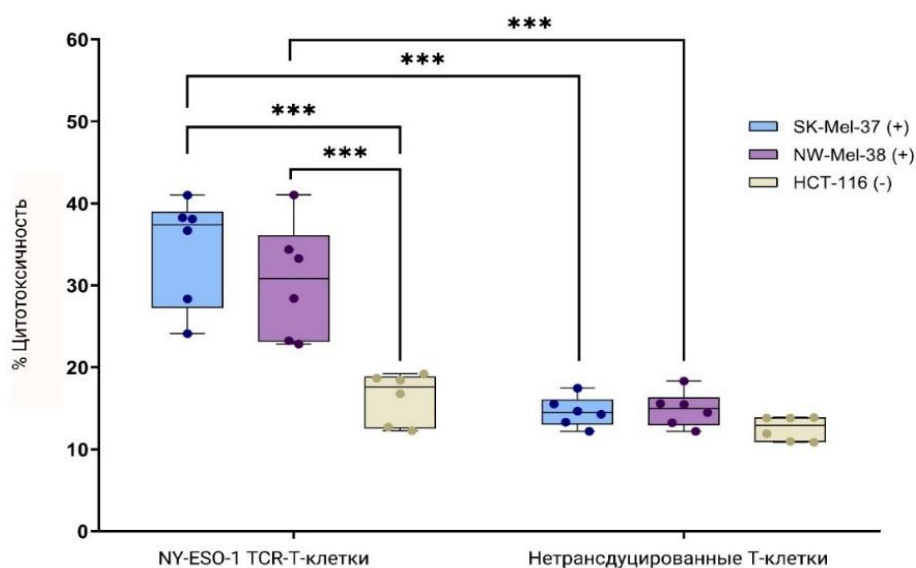 % Цитотоксичность
60
50
40
30
20
10
0
***
***
***
***
SK-Mel-37 (+)
NW-Mel-38 (+)
HCT-116 (-)
NY-ESO-1 TCR-T-клетки
Нетрансдуцированные Т-клетки